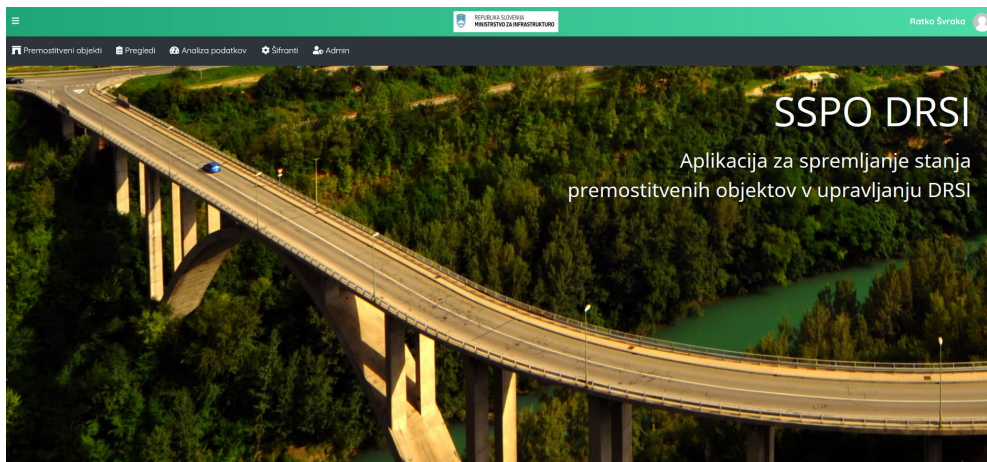 REPUBLIKA SLOVENIJA
MINISTRSTVO ZA INFRASTRUKTURO
Ratko Švraka
Premostitveni objekti Pregledi Analiza podatkov Šifranti Admin
SSPO DRSI
Aplikacija za spremljanje stanja
premostitvenih objektov v upravljanju DRSI